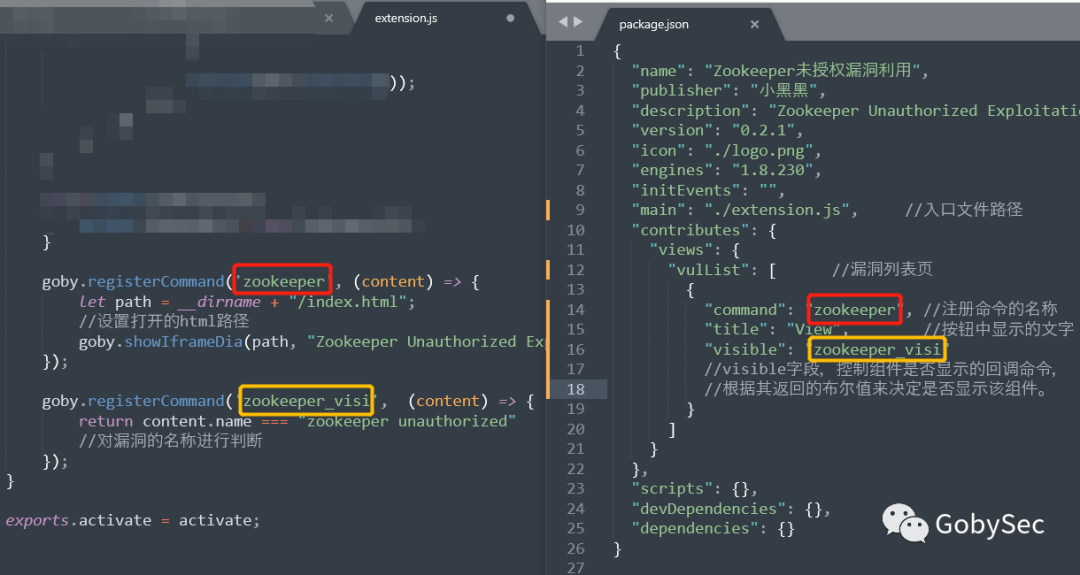 extension.js
));
}
goby.registerCommand('zookeeper', (content) => {
let path = __dirname + "/index.html";
//设置打开的html路径
goby.showIframeDia(path, "Zookeeper Unauthorized Ex
});
goby.registerCommand('zookeeper_visi', (content) => {
return content.name === "zookeeper unauthorized"
//对漏洞的名称进行判断
});
}
exports.activate = activate;
package.json
1 {
2 "name": "Zookeeper未授权漏洞利用",
3 "publisher": "小黑黑",
4 "description": "Zookeeper Unauthorized Exploitatio
5 "version": "0.2.1",
6 "icon": "./logo.png",
7 "engines": "1.8.230",
8 "initEvents": "",
9 "main": "./extension.js", //入口文件路径
10 "contributes": {
11 "views": {
12 "vulList": [ //漏洞列表页
13 {
14 "command": "zookeeper", //注册命令的名称
15 "title": "View", //按钮中显示的文字
16 "visible": "zookeeper_visi"
17 //visible字段，控制组件是否显示的回调命令，
18 //根据其返回的布尔值来决定是否显示该组件。
19 }
20 ]
21 }
22 },
23 "scripts": {},
24 "devDependencies": {},
25 "dependencies": {}
26 }
27
GobySec